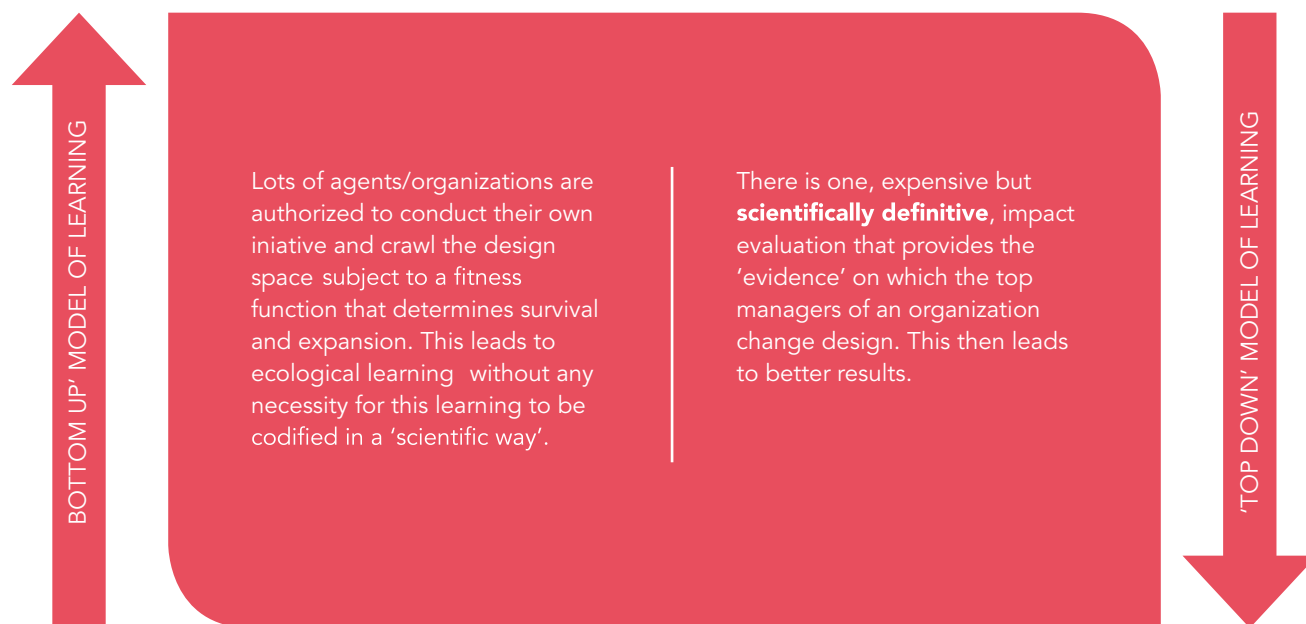 BOTTOM UP’ MODEL OF LEARNING
Lots of agents/organizations are
authorized to conduct their own
iniative and crawl the design
space subject to a fitness
function that determines survival
and expansion. This leads to
ecological learning without any
necessity for this learning to be
codified in a ‘scientific way’.
There is one, expensive but
scientifically definitive, impact
evaluation that provides the
‘evidence’ on which the top
managers of an organization
change design. This then leads
to better results.
‘TOP DOWN’ MODEL OF LEARNING